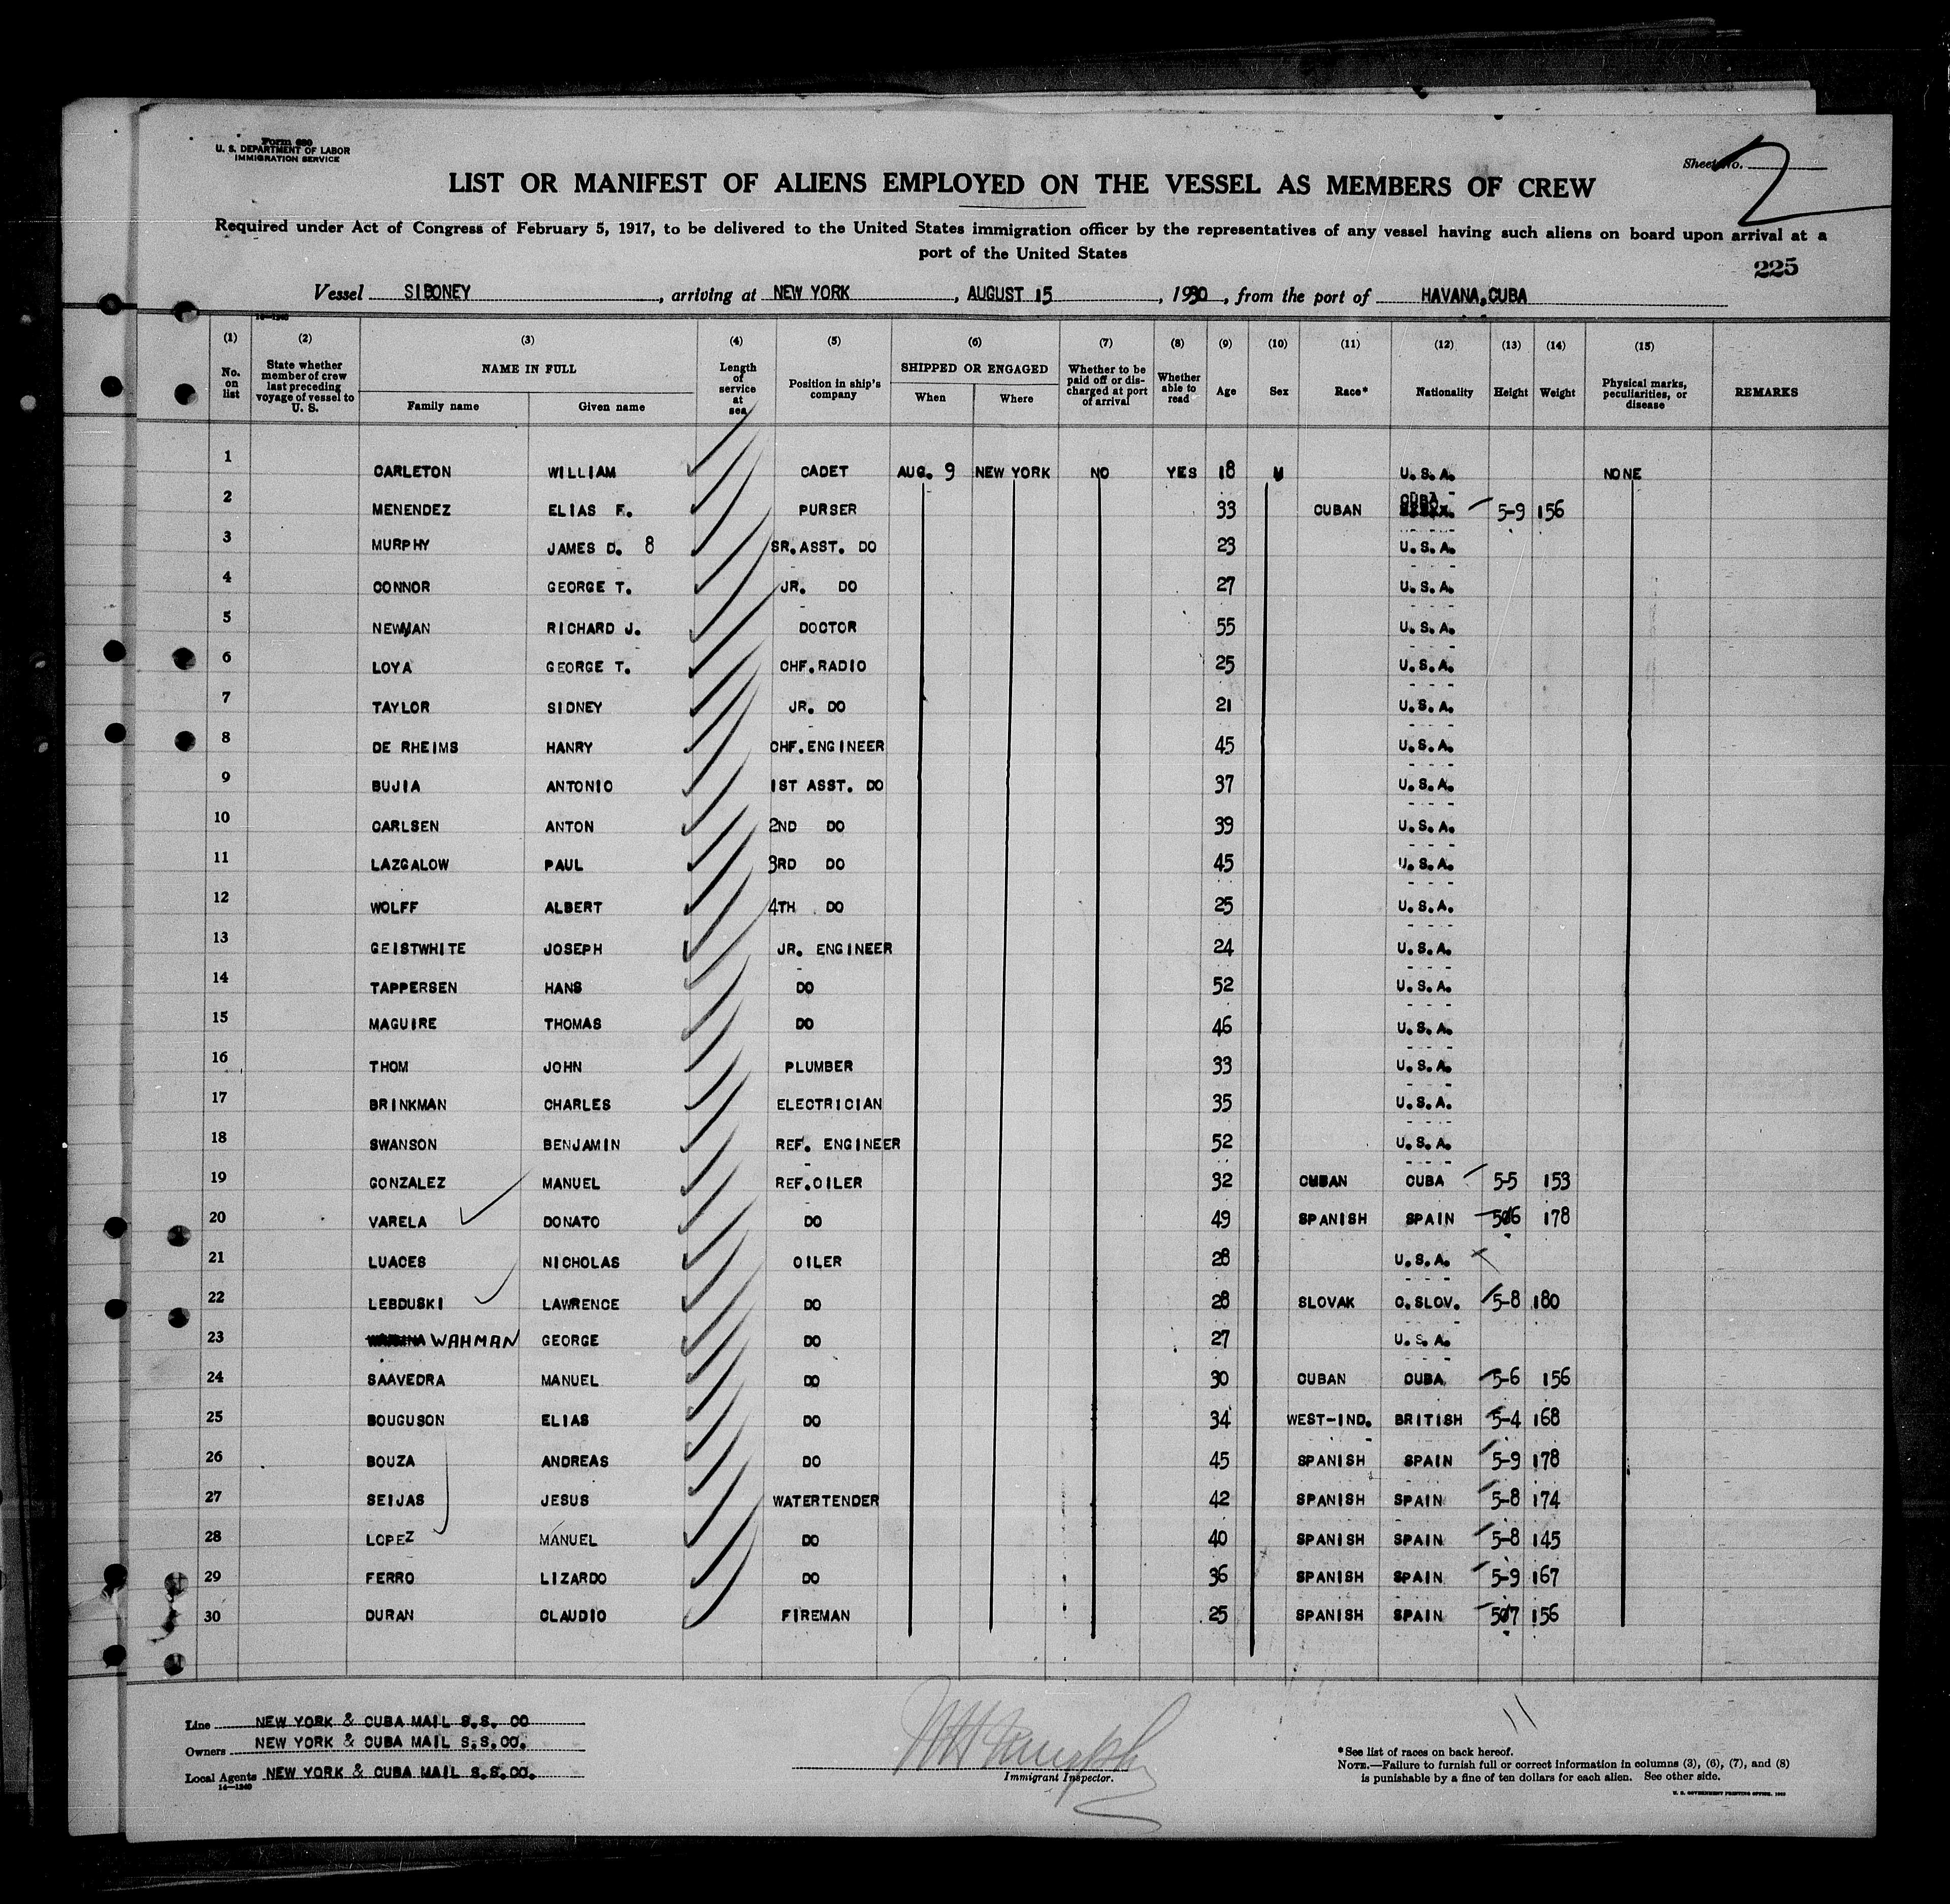 Form 680
U. S. DEPARTMENT OF LABOR
IMMIGRATION SERVICE
Sheet No. 2
LIST OR MANIFEST OF ALIENS EMPLOYED ON THE VESSEL AS MEMBERS OF CREW
Required under Act of Congress of February 5, 1917, to be delivered to the United States immigration officer by the representatives of any vessel having such aliens on board upon arrival at a
port of the United States
225
Vessel SIBONEY, arriving at NEW YORK, AUGUST 15, 1930, from the port of HAVANA,CUBA
(1) No. on list (2) State whether member of crew last preceding voyage of vessel to U. S. (3) NAME IN FULL Family name Given name (4) Length of service at sea (5) Position in ship's company (6) SHIPPED OR ENGAGED When Where (7) Whether to be paid off or discharged at port of arrival (8) Whether able to read (9) Age (10) Sex (11) Race* (12) Nationality (13) Height (14) Weight (15) Physical marks, peculiarities, or disease REMARKS
1 CARLETON WILLIAM CADET AUG. 9 NEW YORK NO YES 18 M U.S.A. NONE
2 MENENDEZ ELIAS F. PURSER 33 CUBAN CUBA 5-9 156
3 MURPHY JAMES D. 8 SR.ASST. DO 23 U.S.A.
4 CONNOR GEORGE T. JR. DO 27 U.S.A.
5 NEWMAN RICHARD J. DOCTOR 55 U.S.A.
6 LOYA GEORGE T. CHF.RADIO 25 U.S.A.
7 TAYLOR SIDNEY JR. DO 21 U.S.A.
8 DE RHEIMS HANRY CHF.ENGINEER 45 U.S.A.
9 BUJIA ANTONIO 1ST ASST. DO 37 U.S.A.
10 CARLSEN ANTON 2ND DO 39 U.S.A.
11 LAZGALOW PAUL 3RD DO 45 U.S.A.
12 WOLFF ALBERT 4TH DO 25 U.S.A.
13 GEISTWHITE JOSEPH JR. ENGINEER 24 U.S.A.
14 TAPPERSEN HANS DO 52 U.S.A.
15 MAGUIRE THOMAS DO 46 U.S.A.
16 THOM JOHN PLUMBER 33 U.S.A.
17 BRINKMAN CHARLES ELECTRICIAN 35 U.S.A.
18 SWANSON BENJAMIN REF. ENGINEER 52 U.S.A.
19 GONZALEZ MANUEL REF.OILER 32 CUBAN CUBA 5-5 153
20 VARELA DONATO DO 49 SPANISH SPAIN 5-6 178
21 LUACES NICHOLAS OILER 28 U.S.A.
22 LEBDUSKI LAWRENCE DO 28 SLOVAK C.SLOV. 5-8 180
23 WAHMAN GEORGE DO 27 U.S.A.
24 SAAVEDRA MANUEL DO 30 CUBAN CUBA 5-6 156
25 BOUGUSON ELIAS DO 34 WEST-IND. BRITISH 5-4 168
26 BOUZA ANDREAS DO 45 SPANISH SPAIN 5-9 178
27 SEIJAS JESUS WATERTENDER 42 SPANISH SPAIN 5-8 174
28 LOPEZ MANUEL DO 40 SPANISH SPAIN 5-8 145
29 FERRO LIZARDO DO 36 SPANISH SPAIN 5-9 167
30 DURAN CLAUDIO FIREMAN 25 SPANISH SPAIN 5-7 156
Line NEW YORK & CUBA MAIL S.S. CO
Owners NEW YORK & CUBA MAIL S.S.CO.
Local Agents NEW YORK & CUBA MAIL S.S.CO.
14—1240
Immigrant Inspector.
*See list of races on back hereof.
NOTE.—Failure to furnish full or correct information in columns (3), (6), (7), and (8)
is punishable by a fine of ten dollars for each alien. See other side.
U. S. GOVERNMENT PRINTING OFFICE